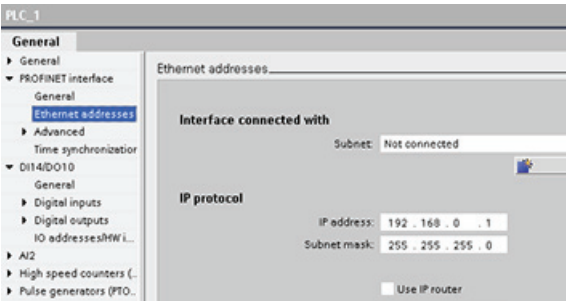 PLC_1
General
General
PROFINET interface
General
Ethernet addresses
Advanced
Time synchronization
DI14/DO10
General
Digital inputs
Digital outputs
IO addresses/HW i...
AI2
High speed counters (...
Pulse generators (PTO...
Ethernet addresses
Interface connected with
Subnet: Not connected
IP protocol
IP address: 192 . 168 . 0 . 1
Subnet mask: 255 . 255 . 255 . 0
Use IP router